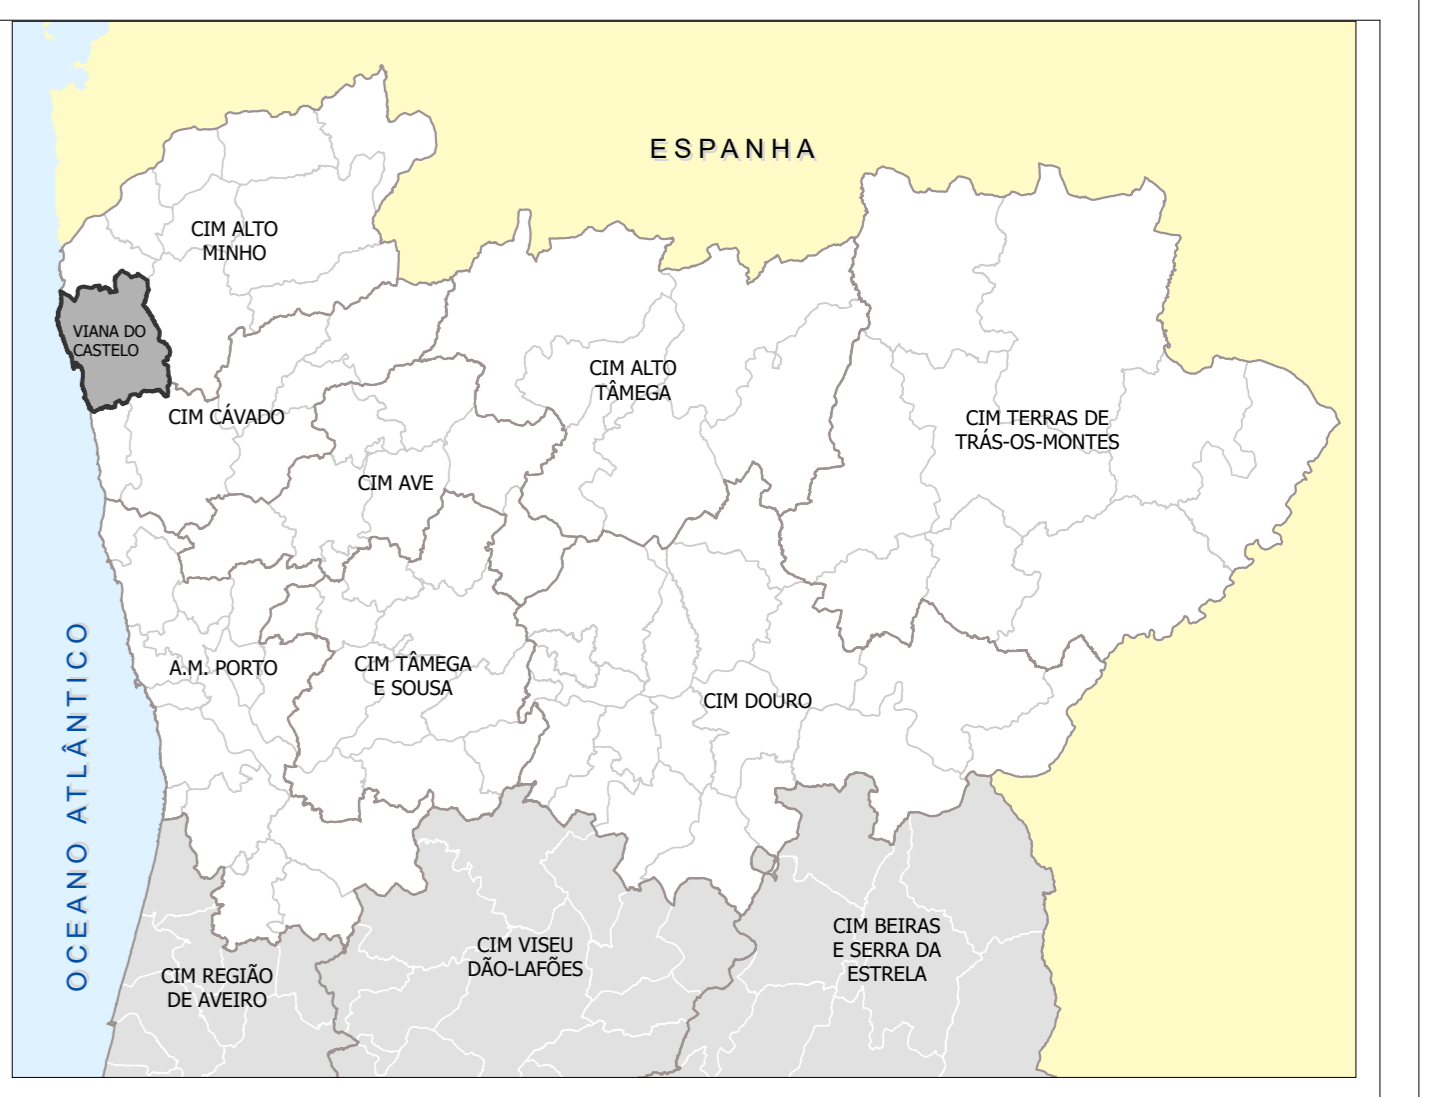 ESPANHA
CIM ALTO
MINHO
VIANA DO
CASTELO
CIM ALTO
TÂMEGA
CIM CÁVADO
CIM TERRAS DE
TRÁS-OS-MONTES
CIM AVE
A.M. PORTO
CIM TÂMEGA
E SOUSA
CIM DOURO
OCEANO ATLÂNTICO
CIM BEIRAS
E SERRA DA
ESTRELA
CIM VISEU
DÃO-LAFÕES
CIM REGIÃO
DE AVEIRO